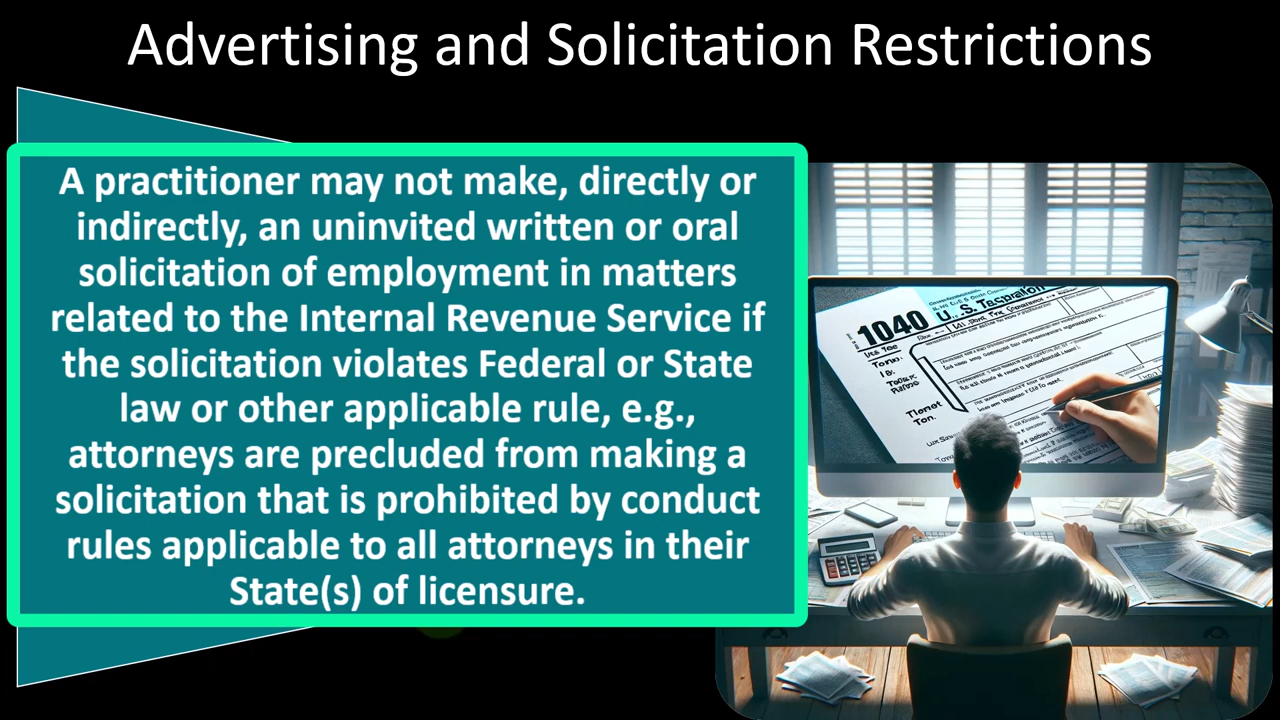 Advertising and Solicitation Restrictions
A practitioner may not make, directly or
indirectly, an uninvited written or oral
solicitation of employment in matters
related to the Internal Revenue Service if
the solicitation violates Federal or State
law or other applicable rule, e.g.,
attorneys are precluded from making a
solicitation that is prohibited by conduct
rules applicable to all attorneys in their
State(s) of licensure.
1040
U.S.